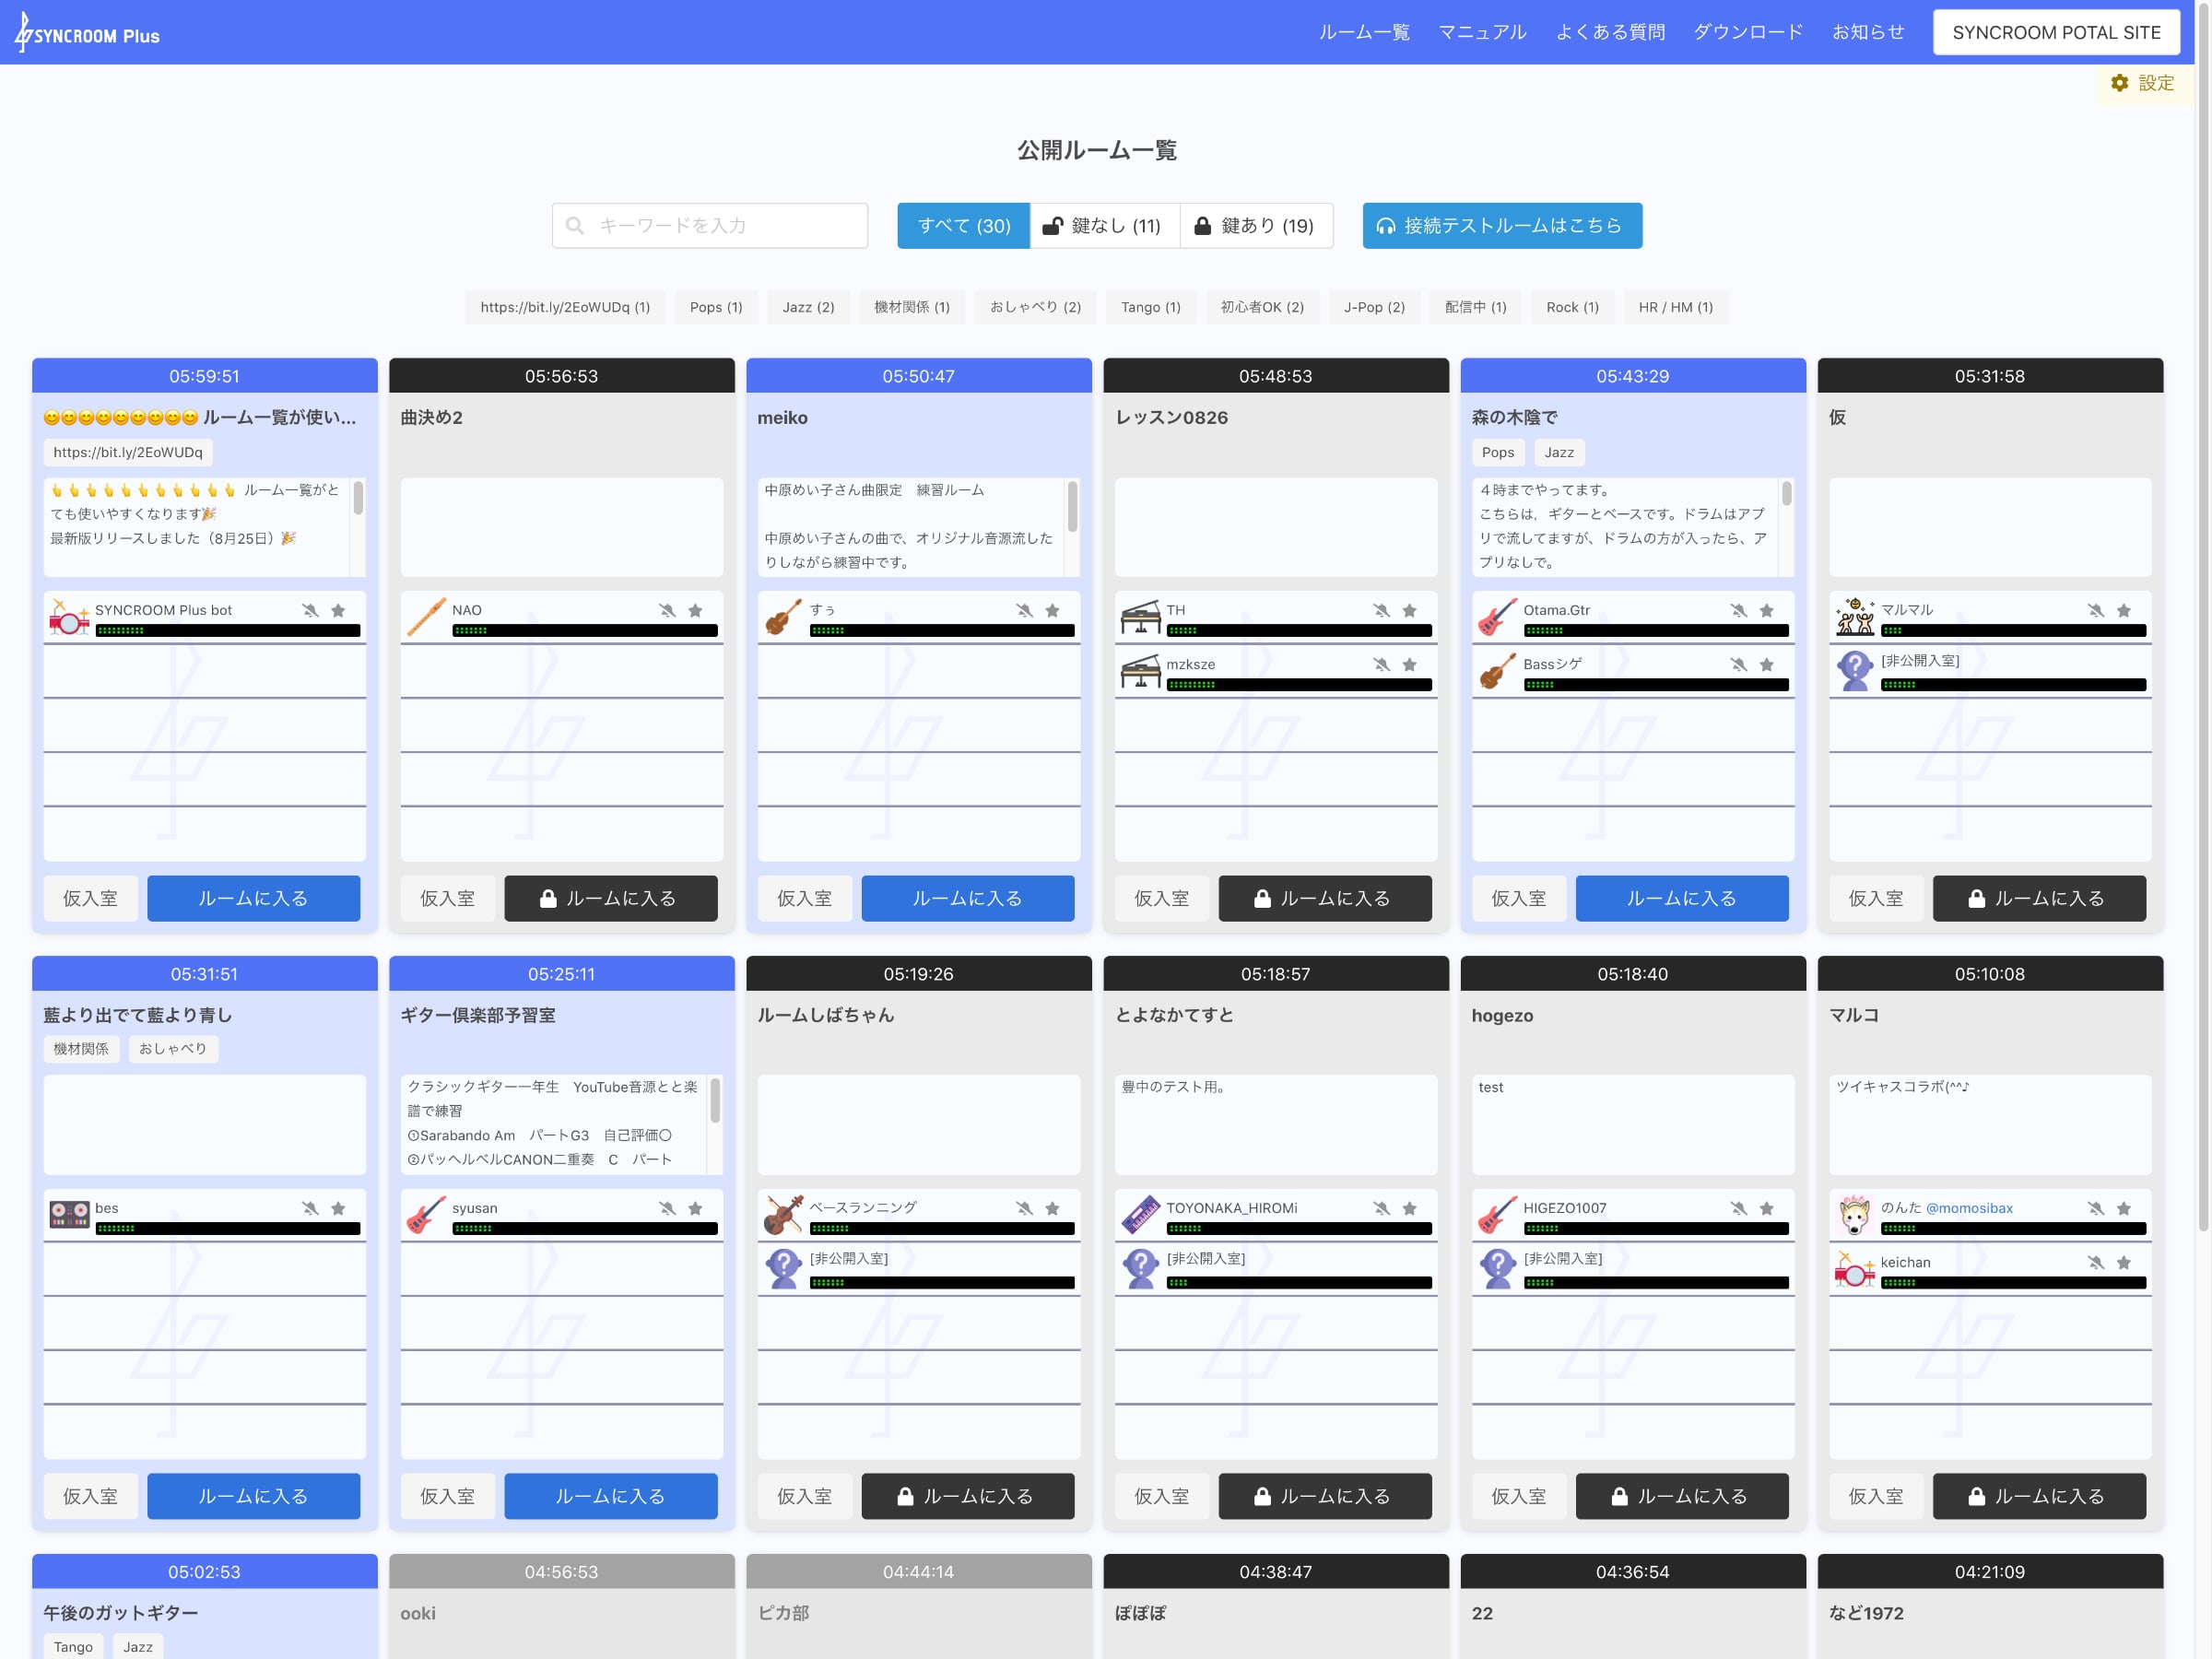 SYNCROOM Plus
ルーム一覧 マニュアル よくある質問 ダウンロード お知らせ SYNCROOM POTAL SITE
設定
公開ルーム一覧
キーワードを入力 すべて (30) 鍵なし (11) 鍵あり (19) 接続テストルームはこちら
https://bit.ly/2EoWUDq (1) Pops (1) Jazz (2) 機材関係 (1) おしゃべり (2) Tango (1) 初心者OK (2) J-Pop (2) 配信中 (1) Rock (1) HR / HM (1)
05:59:51
😊😊😊😊😊😊😊😊😊 ルーム一覧が使い...
https://bit.ly/2EoWUDq
👆👆👆👆👆👆👆👆👆👆👆 ルーム一覧がと
ても使いやすくなります🎉
最新版リリースしました（8月25日）🎉
SYNCROOM Plus bot
仮入室 ルームに入る
05:56:53
曲決め2
NAO
仮入室 ルームに入る
05:50:47
meiko
中原めい子さん曲限定　練習ルーム
中原めい子さんの曲で、オリジナル音源流した
りしながら練習中です。
すぅ
仮入室 ルームに入る
05:48:53
レッスン0826
TH
mzksze
仮入室 ルームに入る
05:43:29
森の木陰で
Pops Jazz
４時までやってます。
こちらは，ギターとベースです。ドラムはアプ
リで流してますが、ドラムの方が入ったら、ア
プリなしで。
Otama.Gtr
Bassシゲ
仮入室 ルームに入る
05:31:58
仮
マルマル
[非公開入室]
仮入室 ルームに入る
05:31:51
藍より出でて藍より青し
機材関係 おしゃべり
bes
仮入室 ルームに入る
05:25:11
ギター倶楽部予習室
クラシックギター一年生　YouTube音源とと楽
譜で練習
①Sarabando Am　パートG3　自己評価〇
②パッヘルベルCANON二重奏　C　パート
syusan
仮入室 ルームに入る
05:19:26
ルームしばちゃん
ベースランニング
[非公開入室]
仮入室 ルームに入る
05:18:57
とよなかてすと
豊中のテスト用。
TOYONAKA_HIROMi
[非公開入室]
仮入室 ルームに入る
05:18:40
hogezo
test
HIGEZO1007
[非公開入室]
仮入室 ルームに入る
05:10:08
マルコ
ツイキャスコラボ(^^♪
のんた @momosibax
keichan
仮入室 ルームに入る
05:02:53
午後のガットギター
Tango Jazz
04:56:53
ooki
04:44:14
ピカ部
04:38:47
ぽぽぽ
04:36:54
22
04:21:09
など1972